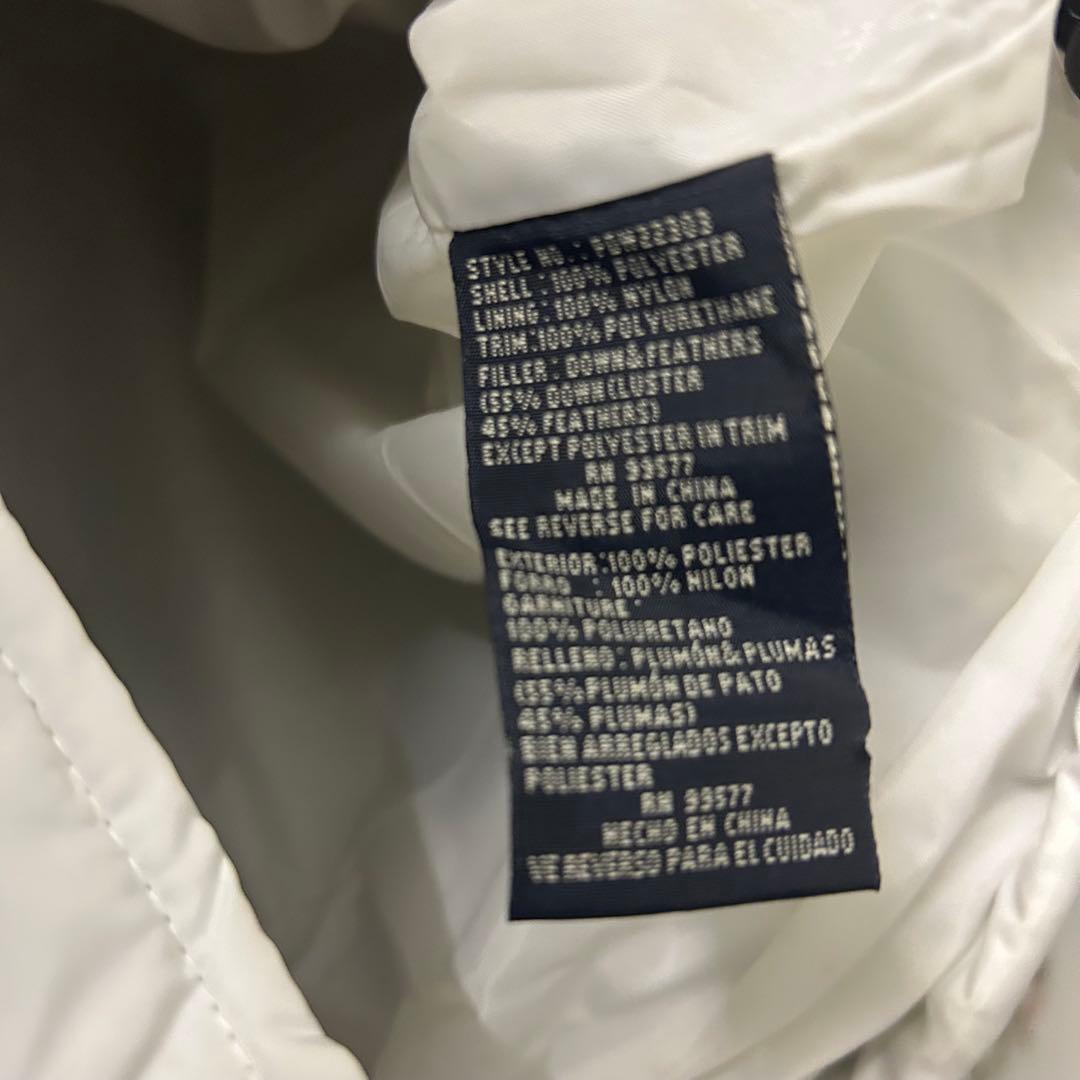 STYLE NO.:
SHELL: 100% POLYESTER
LINING: 100% NYLON
TRIM: 100% POLYURETHANE
FILLER: DOWN&FEATHERS
(55% DOWN CLUSTER
45% FEATHERS)
EXCEPT POLYESTER IN TRIM
RN 93577
MADE IN CHINA
SEE REVERSE FOR CARE
EXTERIOR:100% POLIESTER
FORRO : 100% NILON
GARNITURE:
100% POLIURETANO
RELLENO: PLUMÓN&PLUMAS
(55% PLUMÓN DE PATO
45% PLUMAS)
BIEN ARREGLADOS EXCEPTO
POLIESTER
RN 93577
HECHO EN CHINA
VE REVERSO PARA EL CUIDADO